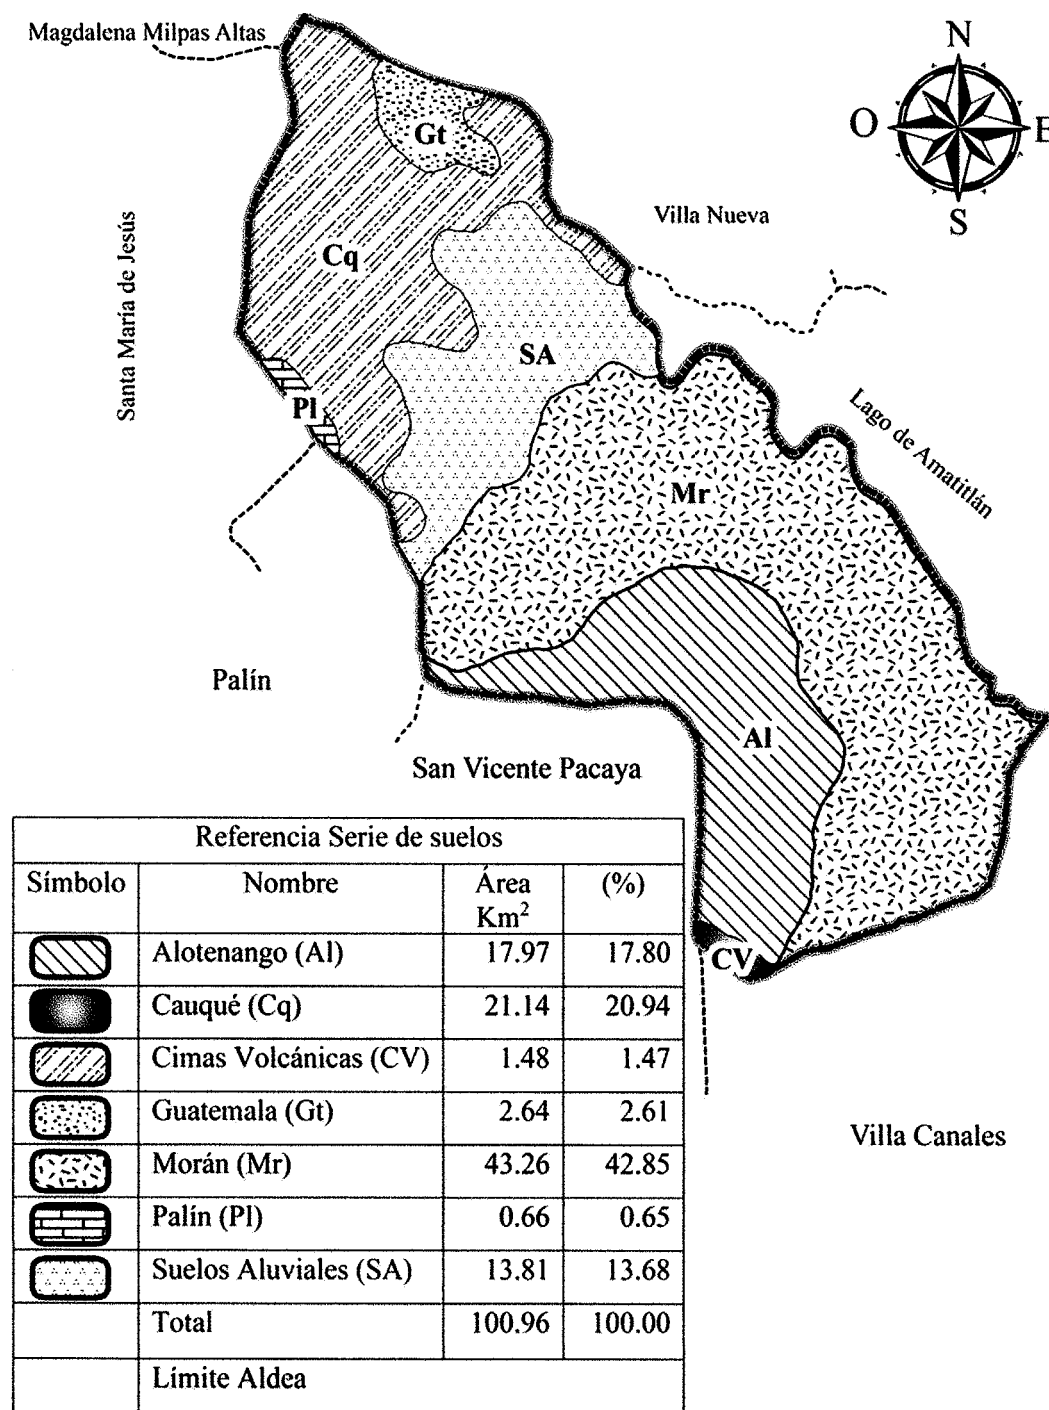 Magdalena Milpas Altas
N
O
E
S
Gt
Villa Nueva
Santa María de Jesús
Cq
SA
Pl
Lago de Amatitlán
Mr
Palín
Al
San Vicente Pacaya
CV
Villa Canales
Referencia Serie de suelos
Símbolo Nombre Área Km² (%)
Alotenango (Al) 17.97 17.80
Cauqué (Cq) 21.14 20.94
Cimas Volcánicas (CV) 1.48 1.47
Guatemala (Gt) 2.64 2.61
Morán (Mr) 43.26 42.85
Palín (Pl) 0.66 0.65
Suelos Aluviales (SA) 13.81 13.68
Total 100.96 100.00
Límite Aldea